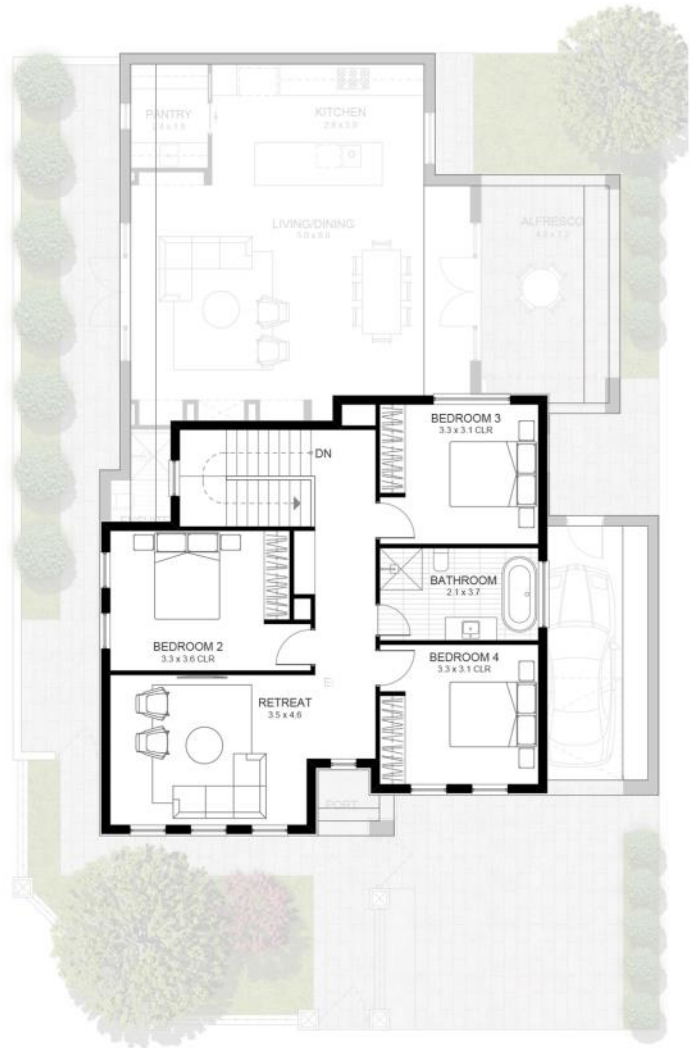 PANTRY
KITCHEN
LIVING/DINING
ALFRESCO
BEDROOM 3
3.3 x 3.1 CLR
DN
BATHROOM
2.1 x 3.7
BEDROOM 2
3.3 x 3.6 CLR
BEDROOM 4
3.3 x 3.1 CLR
RETREAT
3.5 x 4.6
PORT